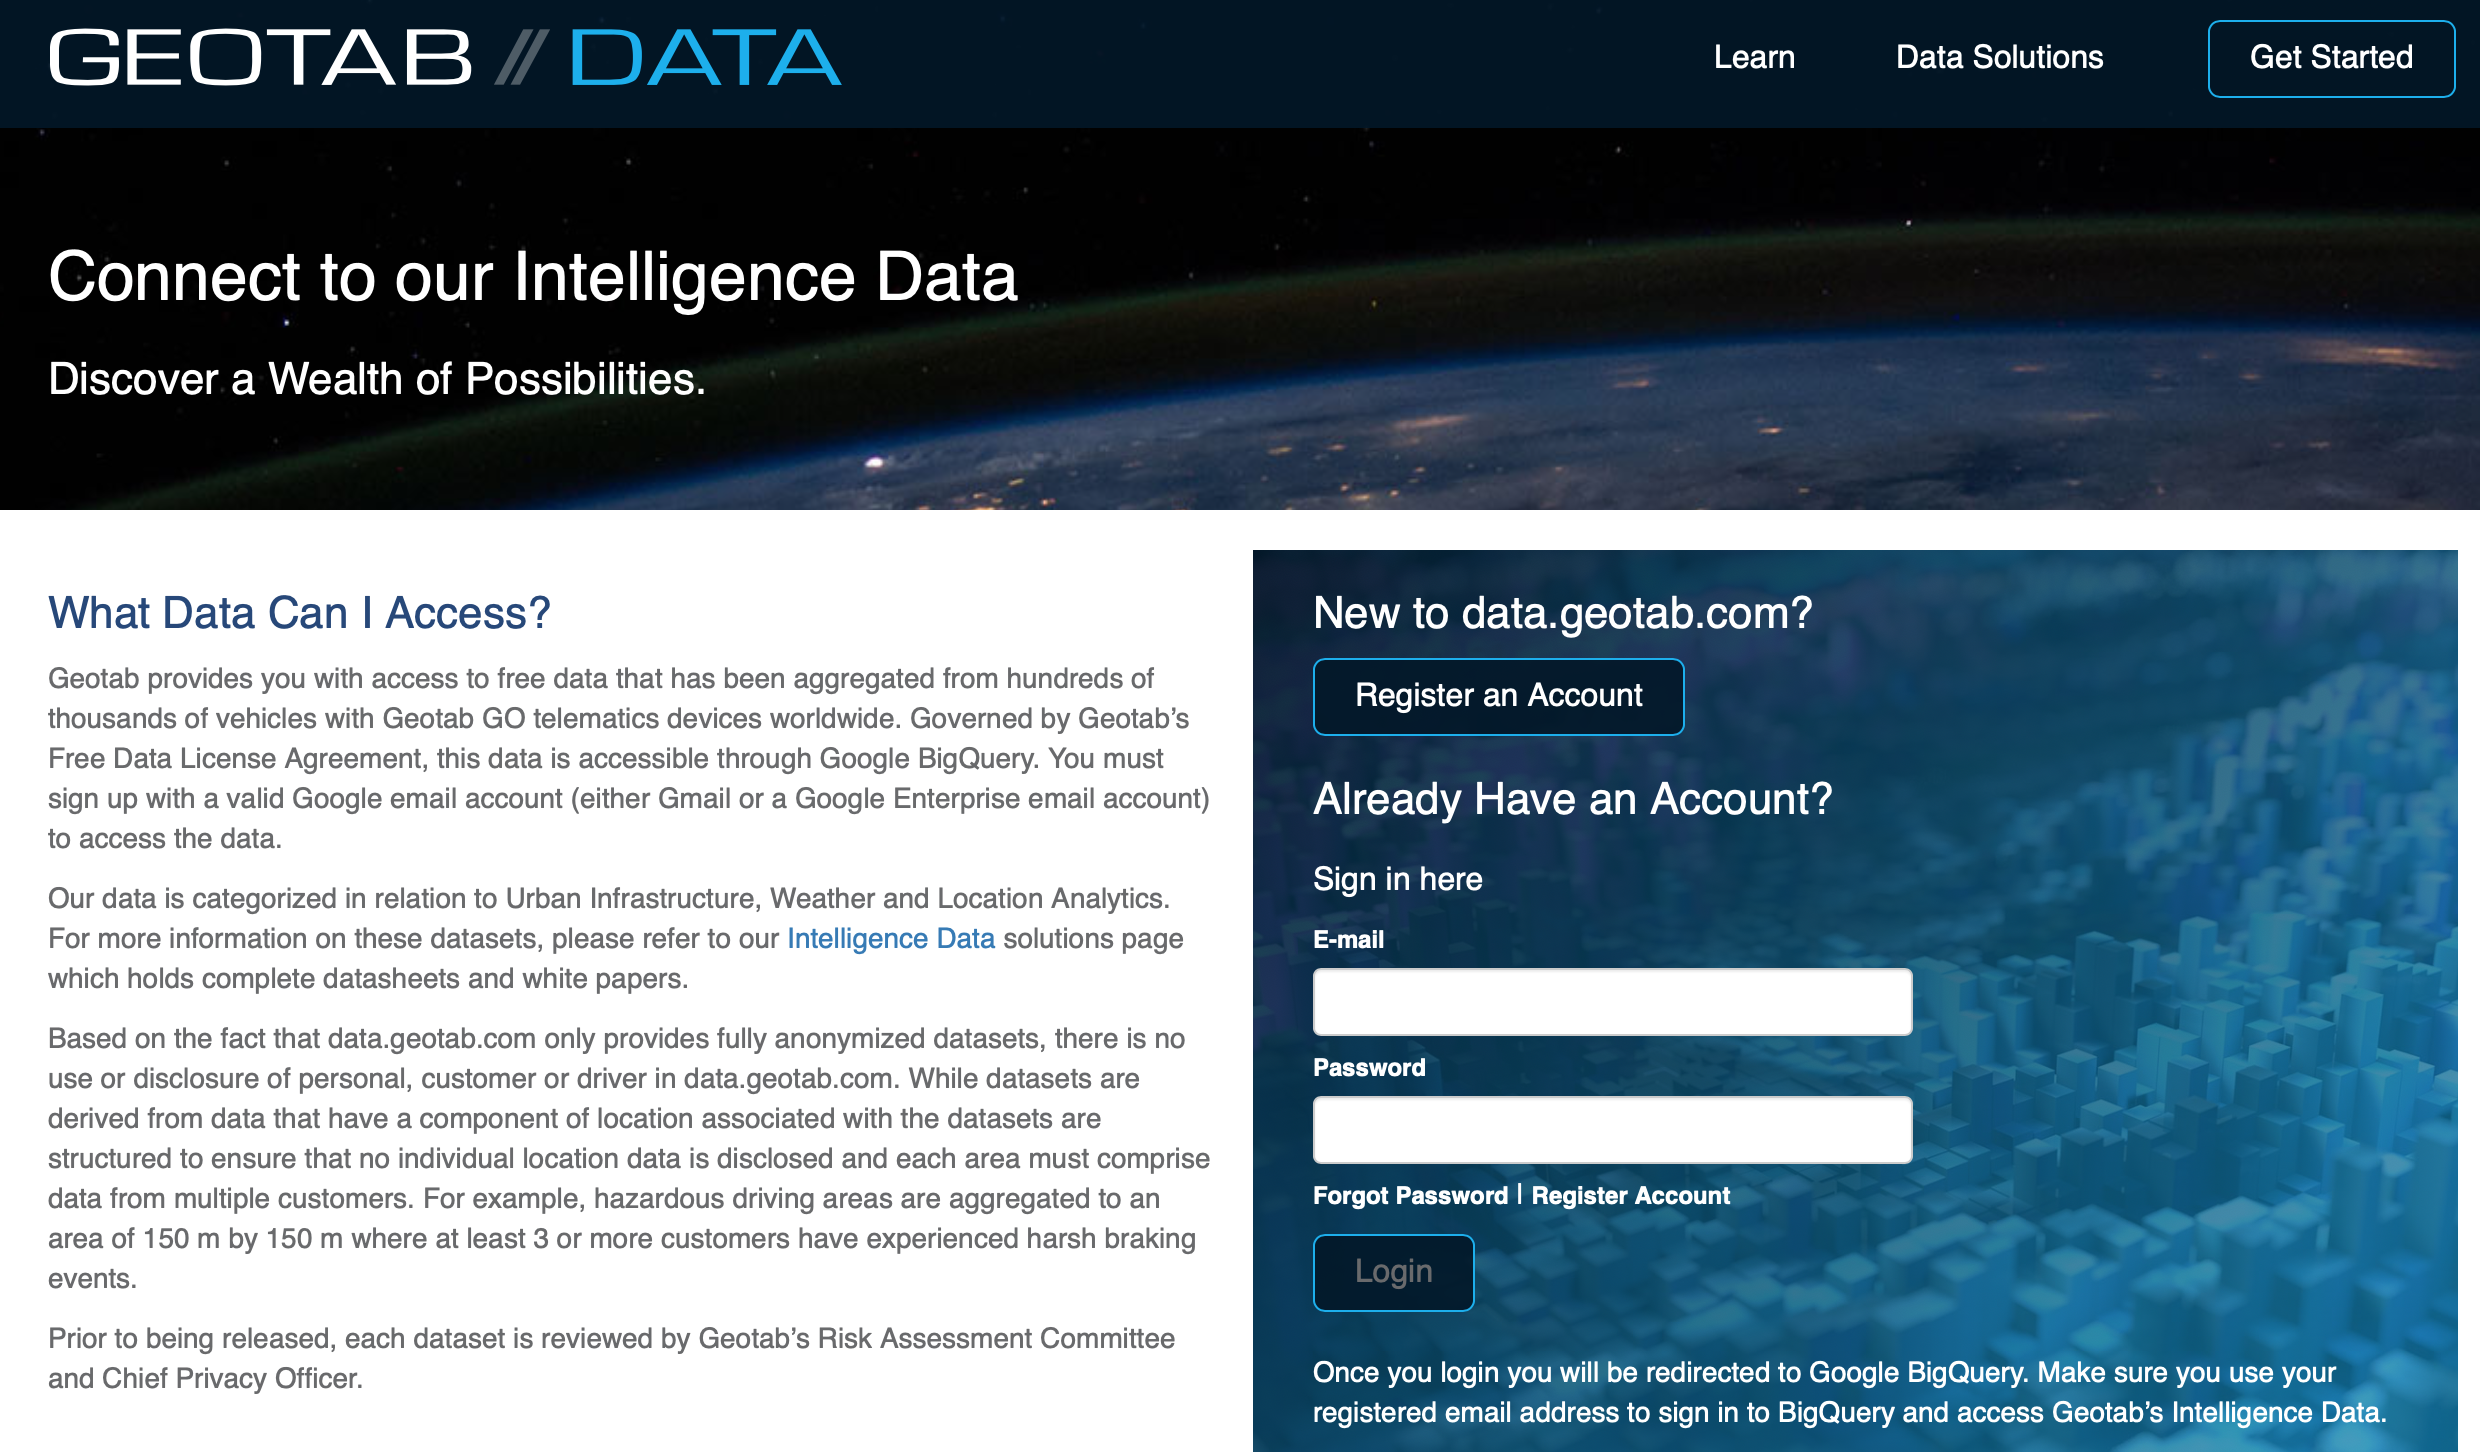 GEOTAB // DATA
Learn
Data Solutions
Get Started
Connect to our Intelligence Data
Discover a Wealth of Possibilities.
What Data Can I Access?
Geotab provides you with access to free data that has been aggregated from hundreds of
thousands of vehicles with Geotab GO telematics devices worldwide. Governed by Geotab’s
Free Data License Agreement, this data is accessible through Google BigQuery. You must
sign up with a valid Google email account (either Gmail or a Google Enterprise email account)
to access the data.
Our data is categorized in relation to Urban Infrastructure, Weather and Location Analytics.
For more information on these datasets, please refer to our Intelligence Data solutions page
which holds complete datasheets and white papers.
Based on the fact that data.geotab.com only provides fully anonymized datasets, there is no
use or disclosure of personal, customer or driver in data.geotab.com. While datasets are
derived from data that have a component of location associated with the datasets are
structured to ensure that no individual location data is disclosed and each area must comprise
data from multiple customers. For example, hazardous driving areas are aggregated to an
area of 150 m by 150 m where at least 3 or more customers have experienced harsh braking
events.
Prior to being released, each dataset is reviewed by Geotab’s Risk Assessment Committee
and Chief Privacy Officer.
New to data.geotab.com?
Register an Account
Already Have an Account?
Sign in here
E-mail
Password
Forgot Password | Register Account
Login
Once you login you will be redirected to Google BigQuery. Make sure you use your
registered email address to sign in to BigQuery and access Geotab’s Intelligence Data.